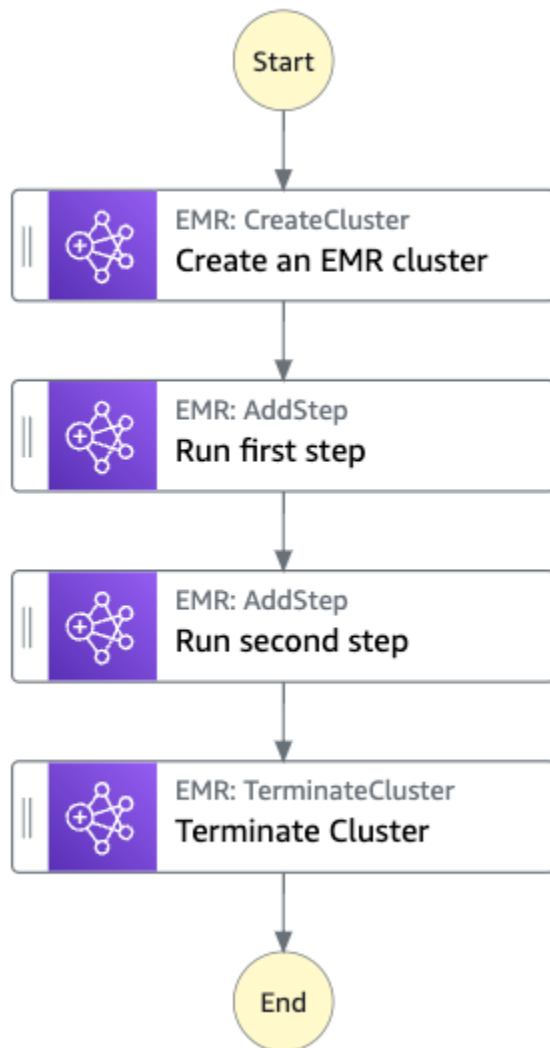 Start
EMR: CreateCluster
Create an EMR cluster
EMR: AddStep
Run first step
EMR: AddStep
Run second step
EMR: TerminateCluster
Terminate Cluster
End